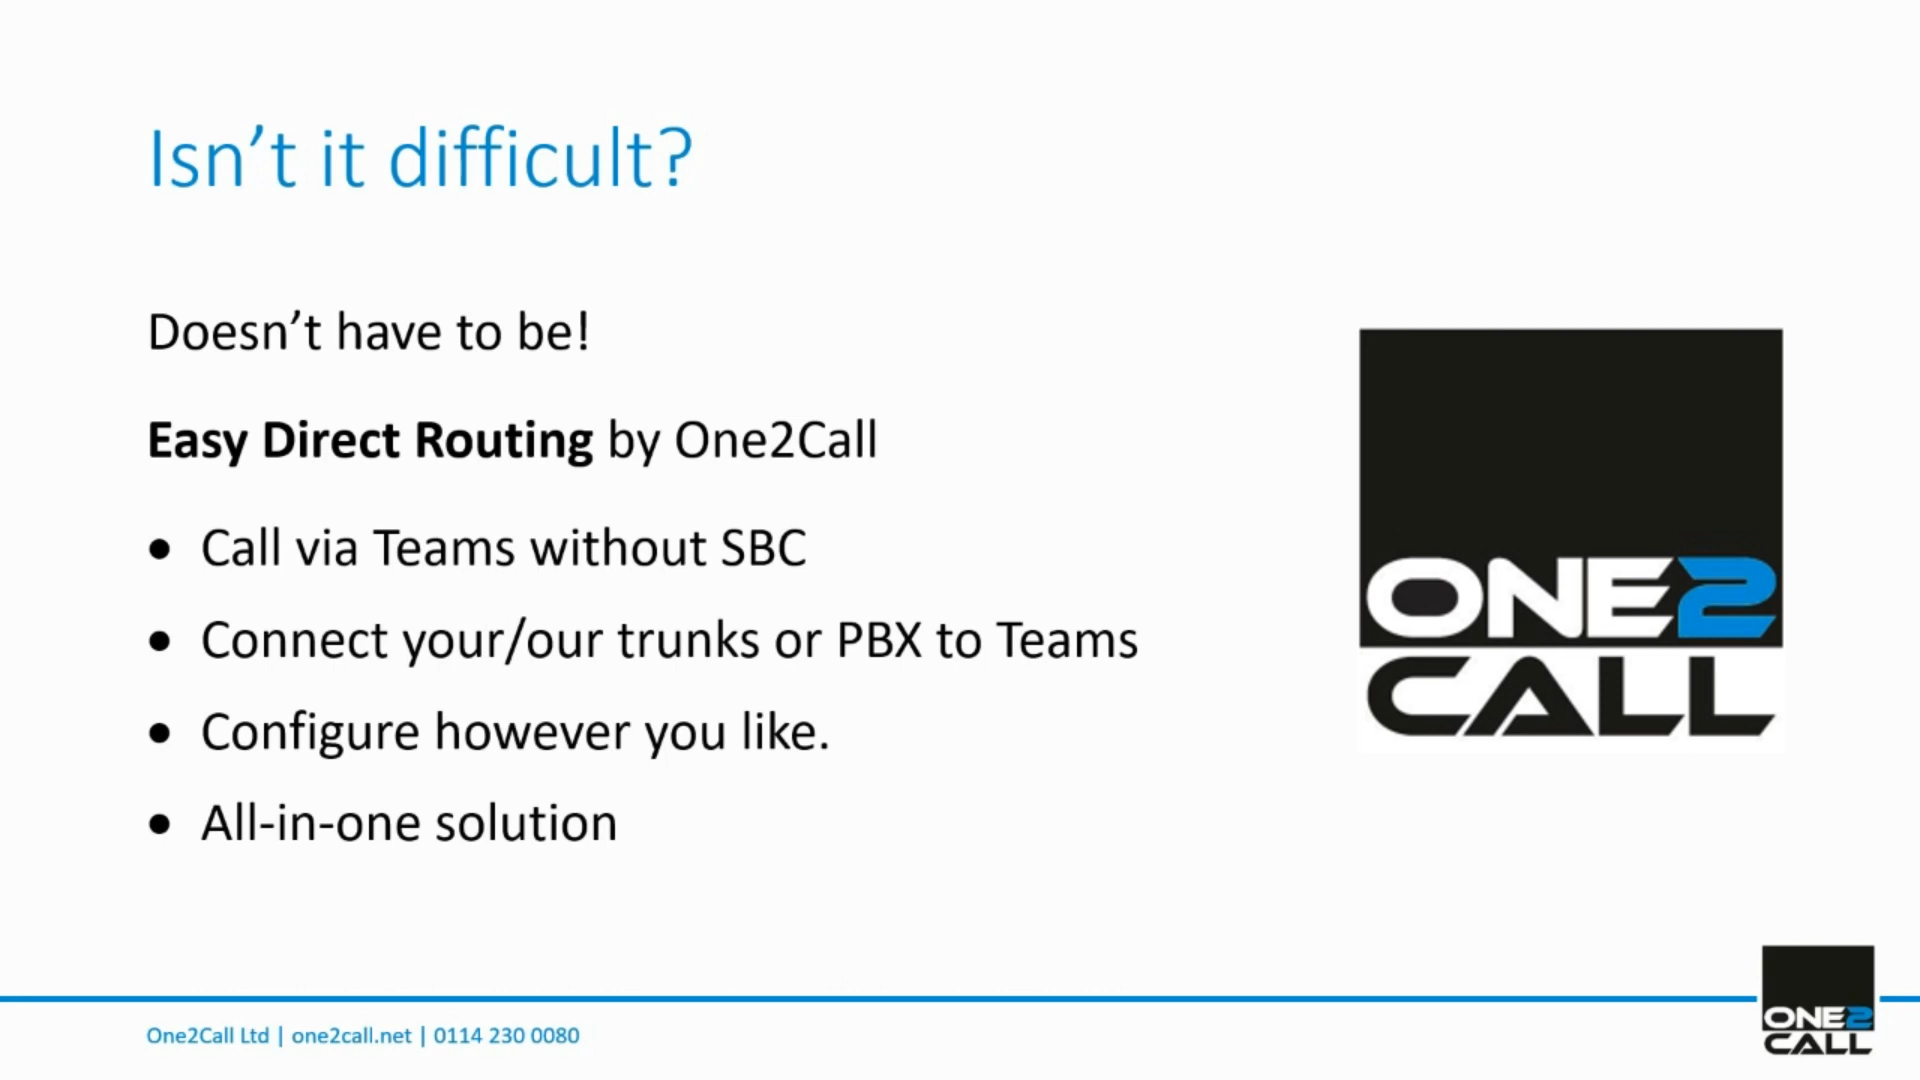 Isn’t it difficult?
Doesn’t have to be!
Easy Direct Routing by One2Call
• Call via Teams without SBC
• Connect your/our trunks or PBX to Teams
• Configure however you like.
• All-in-one solution
ONE2
CALL
One2Call Ltd | one2call.net | 0114 230 0080
ONE2
CALL